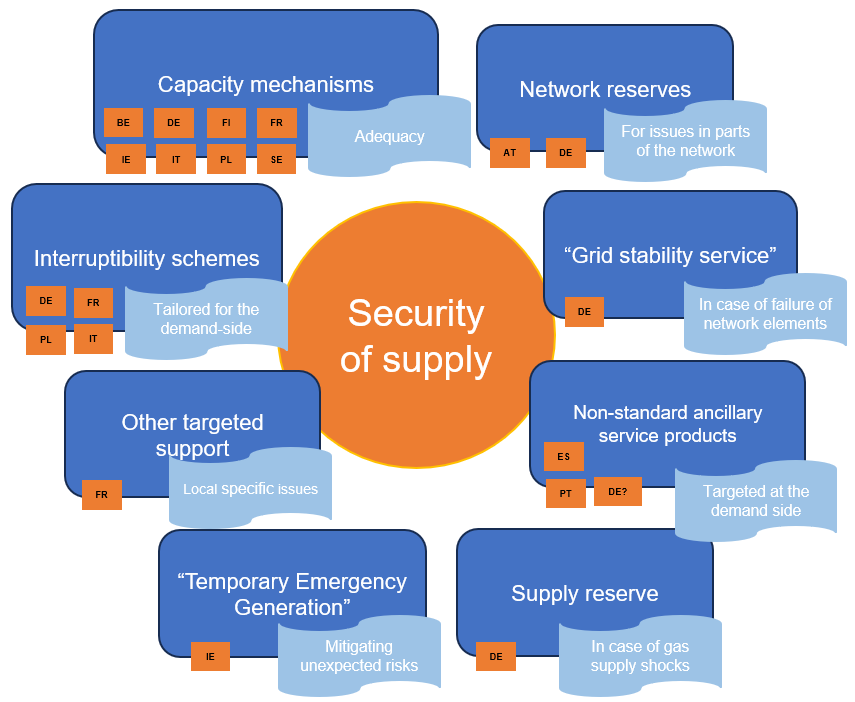 Capacity mechanisms
BE DE FI FR
IE IT PL SE
Adequacy
Network reserves
AT DE
For issues in parts
of the network
Interruptibility schemes
DE FR
PL IT
Tailored for the
demand-side
Security
of supply
“Grid stability service”
DE
In case of failure of
network elements
Other targeted
support
FR
Local specific issues
Non-standard ancillary
service products
ES
PT DE?
Targeted at the
demand side
“Temporary Emergency
Generation”
IE
Mitigating
unexpected risks
Supply reserve
DE
In case of gas
supply shocks